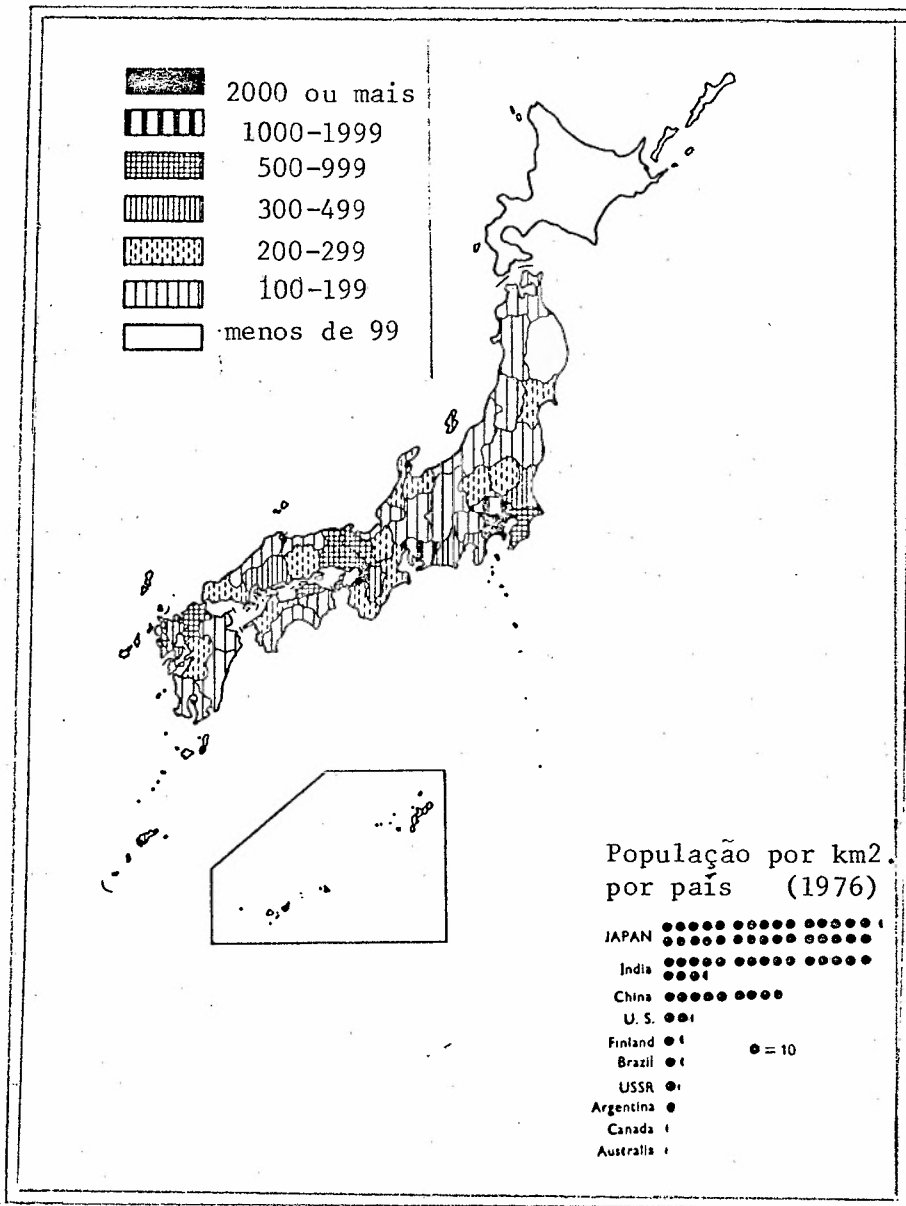 2000 ou mais
1000-1999
500-999
300-499
200-299
100-199
menos de 99
População por km2.
por país (1976)
JAPAN
India
China
U. S.
Finland
Brazil
USSR
Argentina
Canada
Australia
= 10